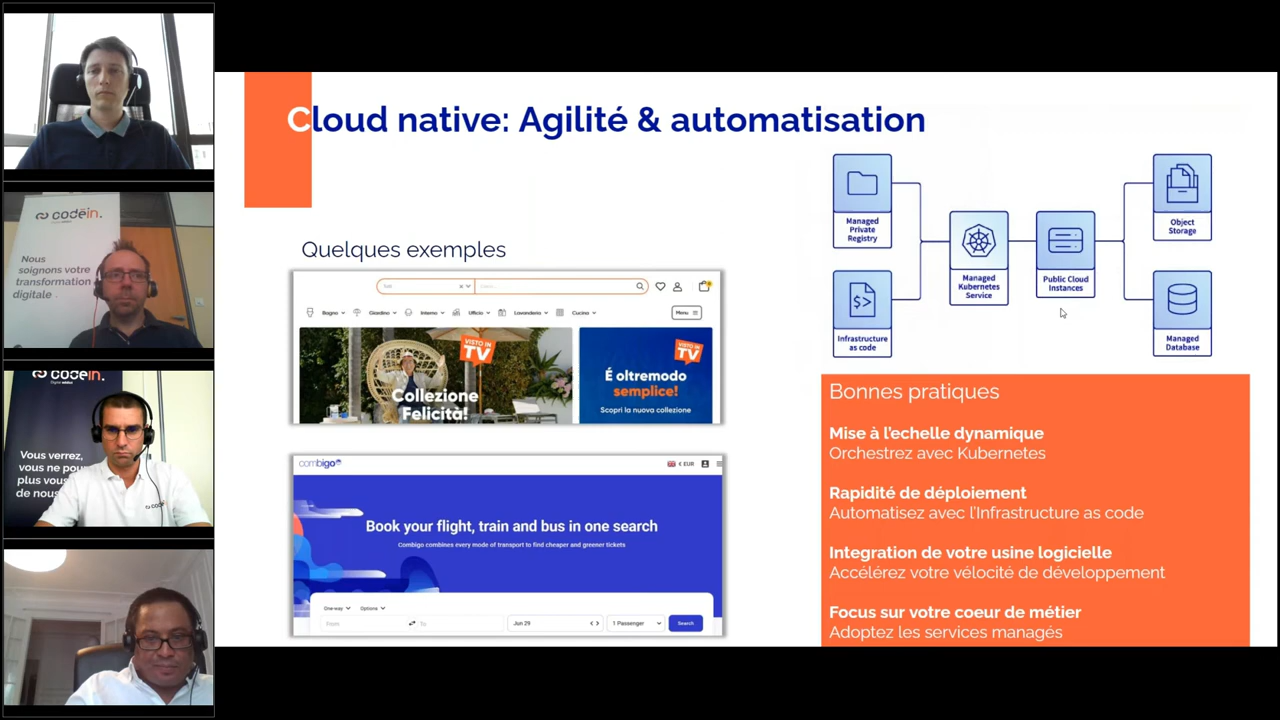 codein.
Digital addict
Nous
soignons votre
transformation
digitale .
codein.
Digital addict
Vous verrez,
vous ne pou
plus vous
de nous
Cloud native: Agilité & automatisation
Quelques exemples
Bagno
Giardino
Interno
Ufficio
Lavanderia
Cucina
Menu
VISTO IN
TV
Collezione
Felicità!
VISTO IN
TV
È oltremodo
semplice!
Scopri la nuova collezione
combigo
€ EUR
Book your flight, train and bus in one search
Combigo combines every mode of transport to find cheaper and greener tickets
One-way
Options
From
To
Jun 29
1 Passenger
Search
Managed
Private
Registry
Infrastructure
as code
Managed
Kubernetes
Service
Public Cloud
Instances
Object
Storage
Managed
Database
Bonnes pratiques
Mise à l'echelle dynamique
Orchestrez avec Kubernetes
Rapidité de déploiement
Automatisez avec l'Infrastructure as code
Integration de votre usine logicielle
Accélérez votre vélocité de développement
Focus sur votre coeur de métier
Adoptez les services managés